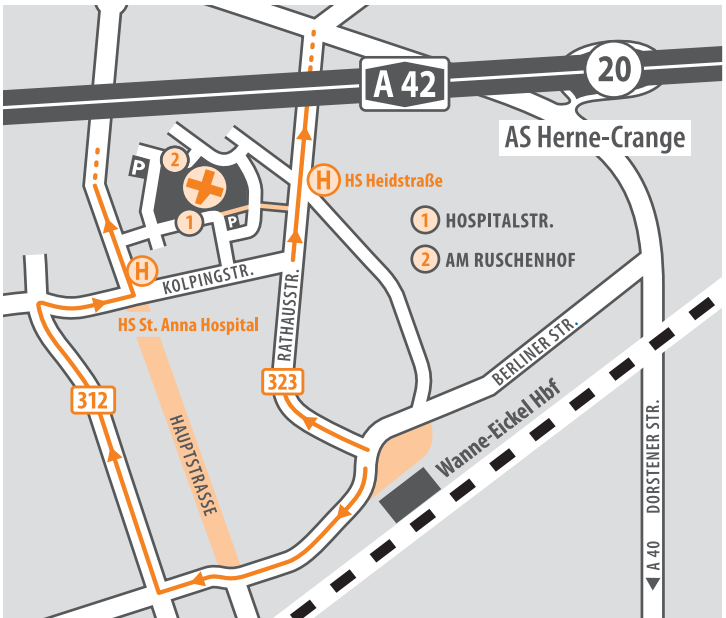 A 42
20
AS Herne-Crange
2
P
H HS Heidstraße
1
P
1 HOSPITALSTR.
2 AM RUSCHENHOF
H
KOLPINGSTR.
HS St. Anna Hospital
RATHAUSSTR.
BERLINER STR.
323
312
HAUPTSTRASSE
Wanne-Eickel Hbf
DORSTENER STR.
A 40